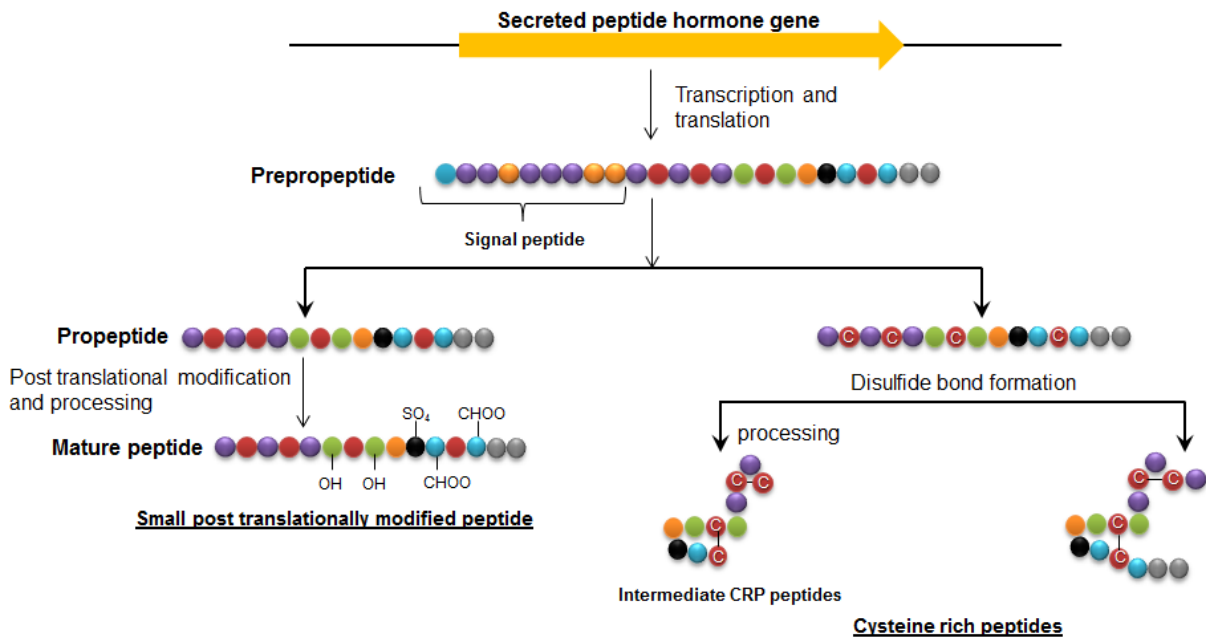 Secreted peptide hormone gene
Transcription and
translation
Prepropeptide
Signal peptide
Propeptide
C C C C
Post translational modification
and processing
Disulfide bond formation
SO₄ CHOO
Mature peptide
OH OH CHOO
Small post translationally modified peptide
processing
C C
C
C
C C
C
C
Intermediate CRP peptides
Cysteine rich peptides